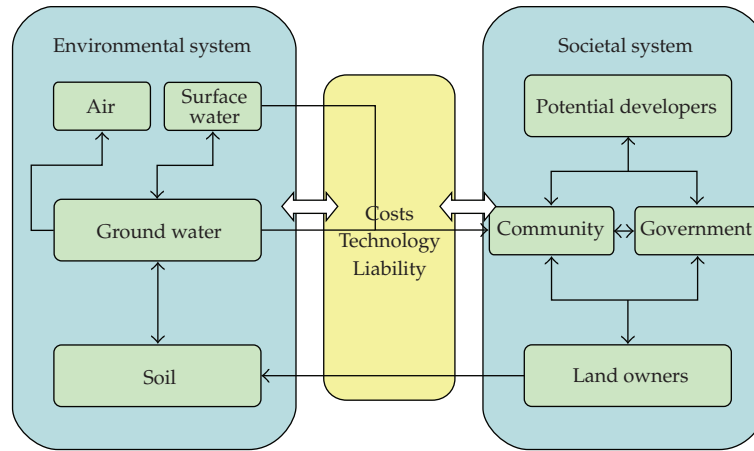 Environmental system
Societal system
Air
Surface
water
Potential developers
Ground water
Costs
Technology
Liability
Community
Government
Soil
Land owners